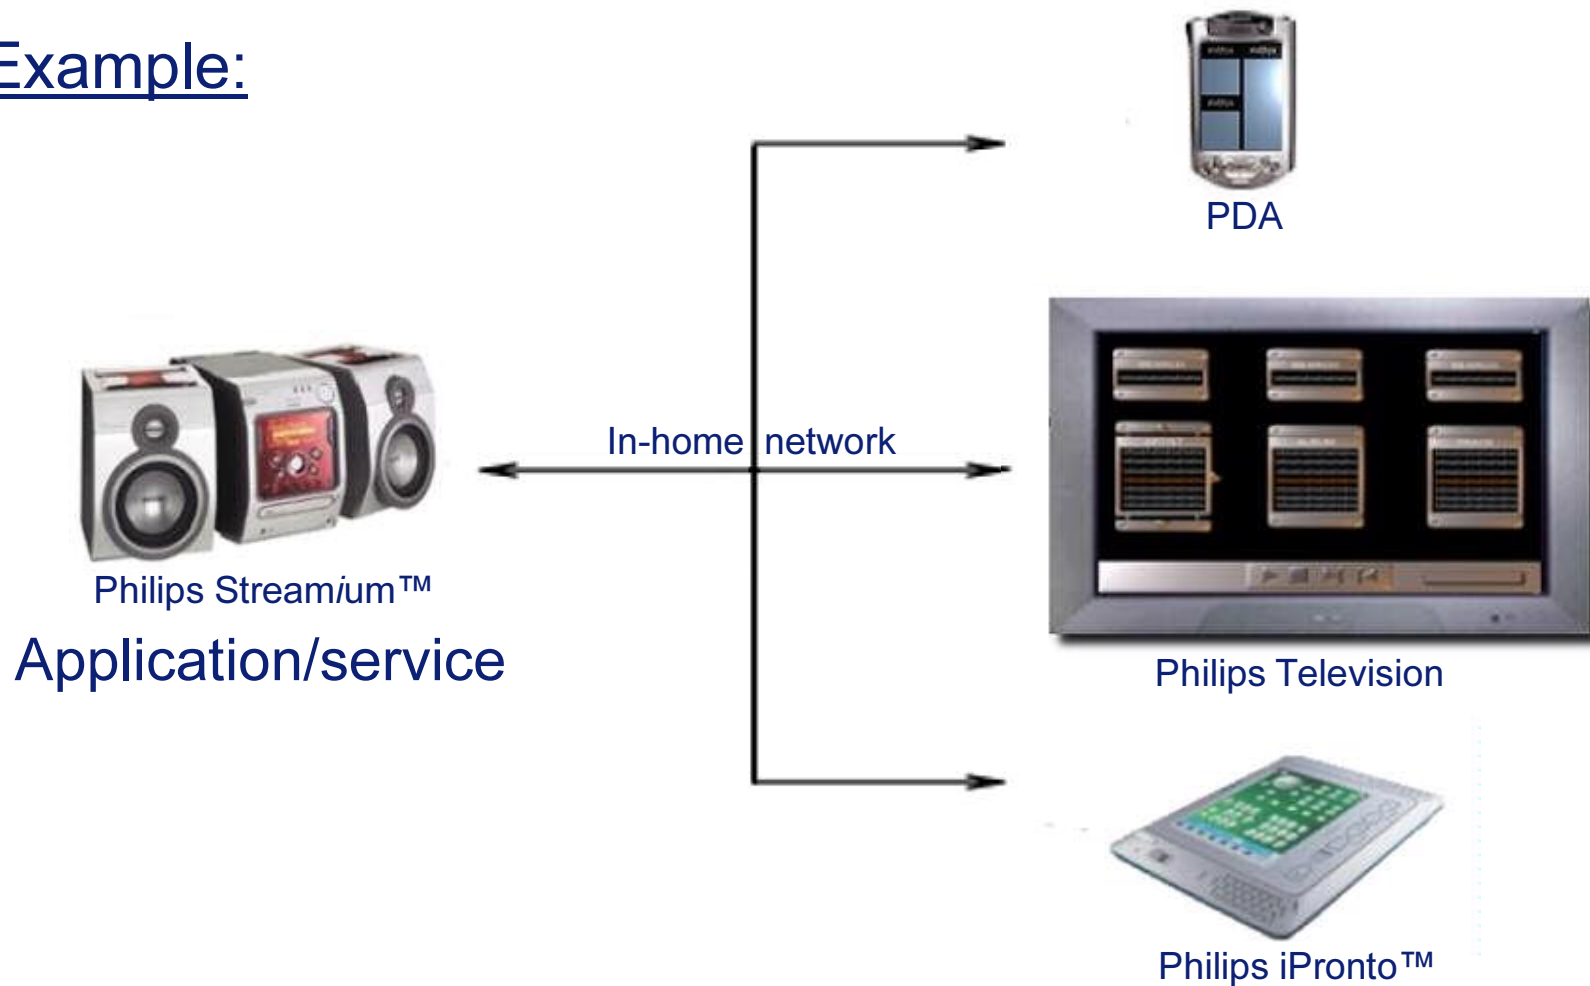 Example:
PDA
In-home network
Philips Streamium™
Application/service
Philips Television
Philips iPronto™